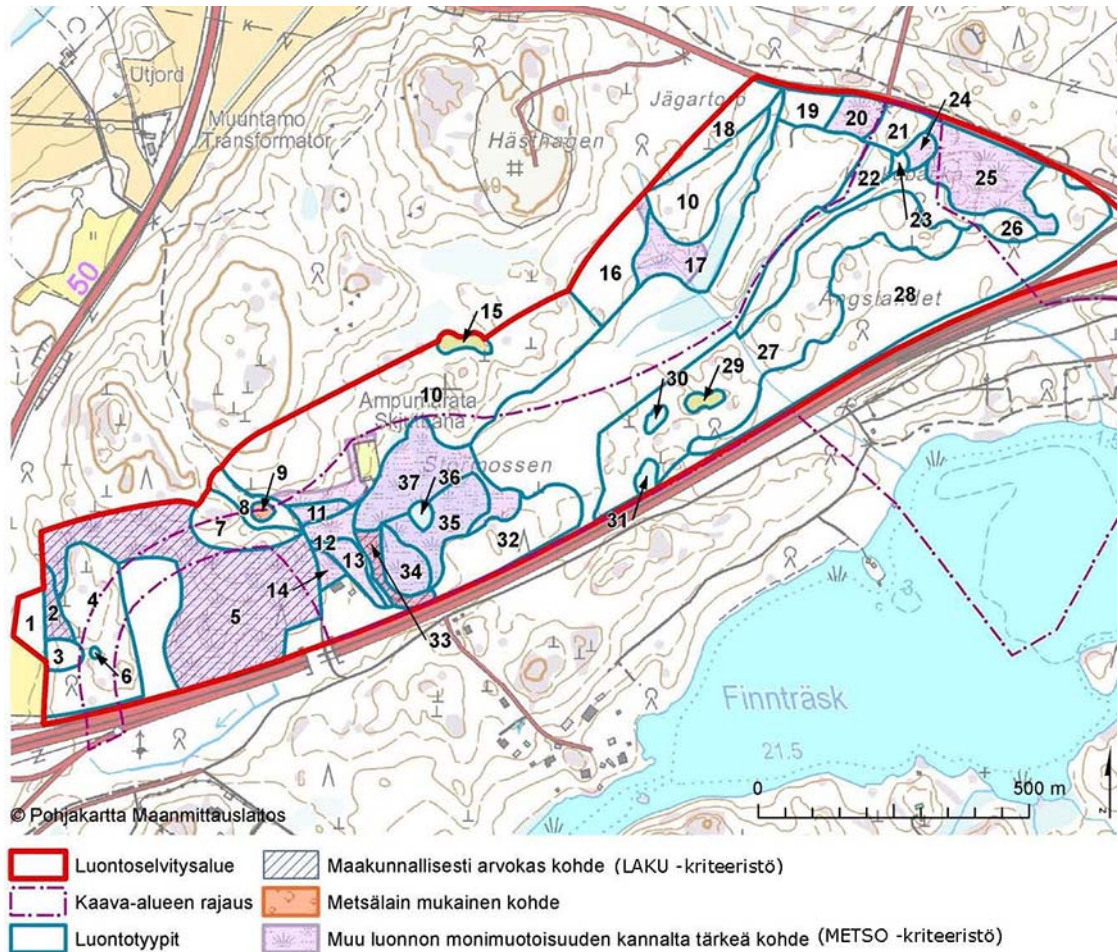 Utjord
Muuntamo
Transformator
50
Hästhagen
Jägartorp
18
19
20
21
24
22
25
10
23
26
16
17
28
Ängslandet
15
27
30
29
10
Ampumarata
Skjutbana
Stormossen
9
37
36
8
11
31
7
35
12
32
13
34
14
2
4
5
1
33
3
6
Finnträsk
21.5
0
500 m
© Pohjakartta Maanmittauslaitos
Luontoselvitysalue
Maakunnallisesti arvokas kohde (LAKU -kriteeristö)
Kaava-alueen rajaus
Metsälain mukainen kohde
Luontotyypit
Muu luonnon monimuotoisuuden kannalta tärkeä kohde (METSO -kriteeristö)